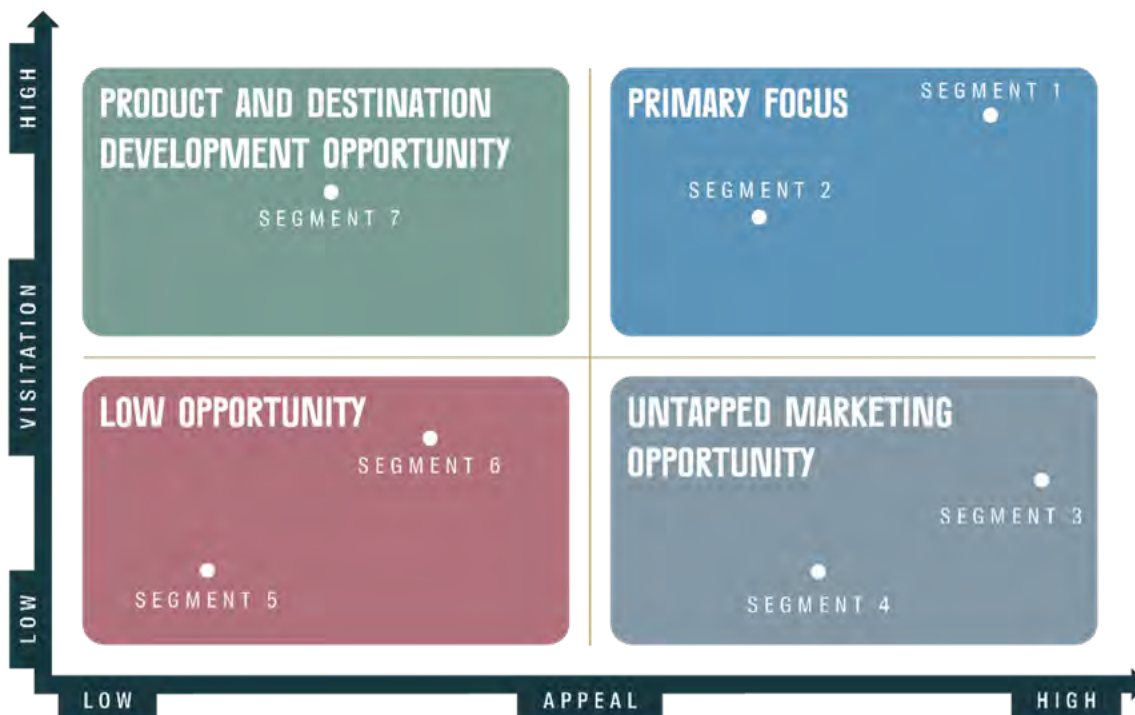 HIGH
VISITATION
LOW
PRODUCT AND DESTINATION
DEVELOPMENT OPPORTUNITY
SEGMENT 7
PRIMARY FOCUS
SEGMENT 1
SEGMENT 2
LOW OPPORTUNITY
SEGMENT 6
SEGMENT 5
UNTAPPED MARKETING
OPPORTUNITY
SEGMENT 3
SEGMENT 4
LOW
APPEAL
HIGH